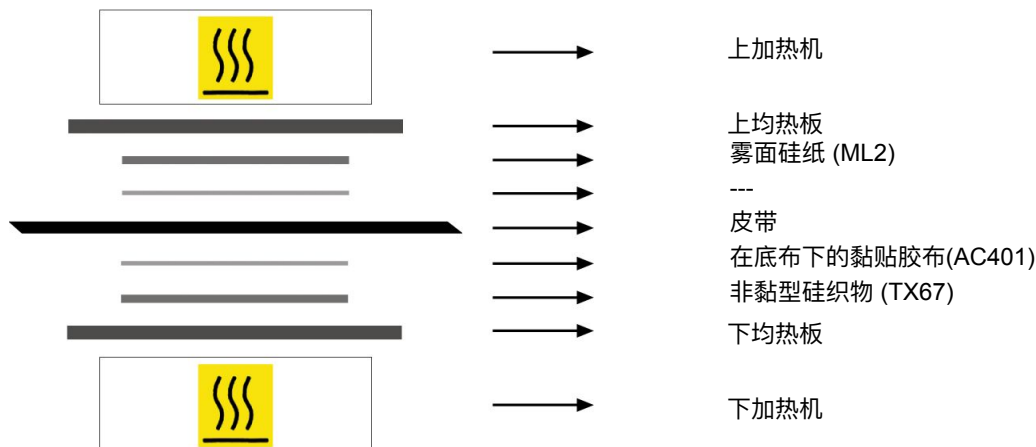 上加热机
上均热板
雾面硅纸 (ML2)
---
皮带
在底布下的黏贴胶布(AC401)
非黏型硅织物 (TX67)
下均热板
下加热机